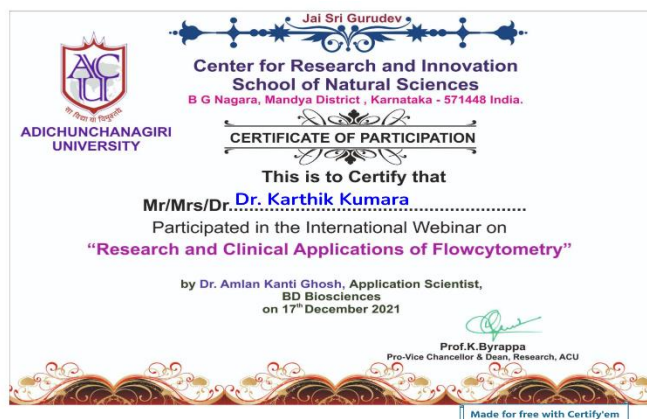 Jai Sri Gurudev
Center for Research and Innovation
School of Natural Sciences
B G Nagara, Mandya District , Karnataka - 571448 India.
ACU
ADICHUNCHANAGIRI
UNIVERSITY
CERTIFICATE OF PARTICIPATION
This is to Certify that
Mr/Mrs/Dr. Dr. Karthik Kumara
Participated in the International Webinar on
“Research and Clinical Applications of Flowcytometry”
by Dr. Amlan Kanti Ghosh, Application Scientist,
BD Biosciences
on 17th December 2021
Prof.K.Byrappa
Pro-Vice Chancellor & Dean, Research, ACU
Made for free with Certify'em